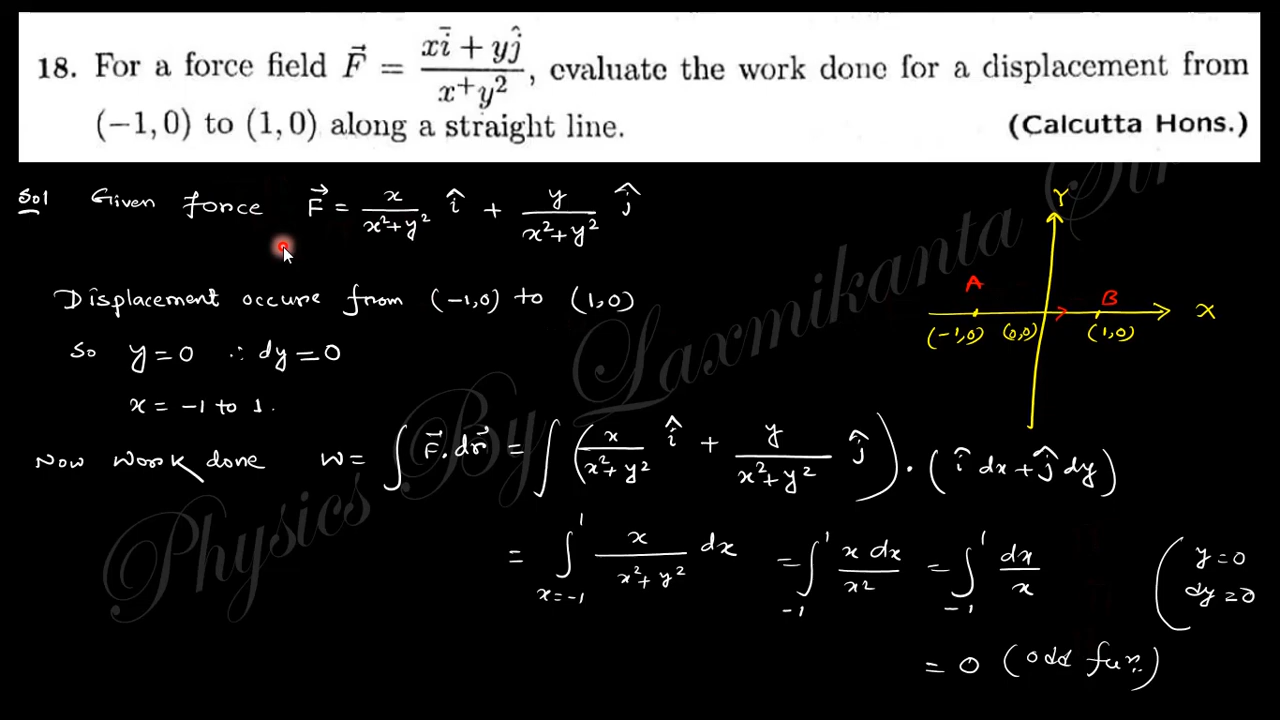 18. For a force field F⃗ = (xī + yĵ)/(x⁺y²), evaluate the work done for a displacement from
(−1, 0) to (1, 0) along a straight line. (Calcutta Hons.)
Sol Given force F⃗ = x/(x²+y²) î + y/(x²+y²) ĵ
Displacement occurs from (-1,0) to (1,0)
So y=0 ∴ dy=0
x = -1 to 1.
Y
A
B
X
(-1,0) (0,0) (1,0)
Now work done W = ∫ F⃗.dr⃗ = ∫ (x/(x²+y²) î + y/(x²+y²) ĵ) . (î dx + ĵ dy)
= ∫_{x=-1}^{1} x/(x²+y²) dx = ∫_{-1}^{1} x dx/x² = ∫_{-1}^{1} dx/x (y=0
dy=0
= 0 (odd fun.)
Physics By Laxmikanta